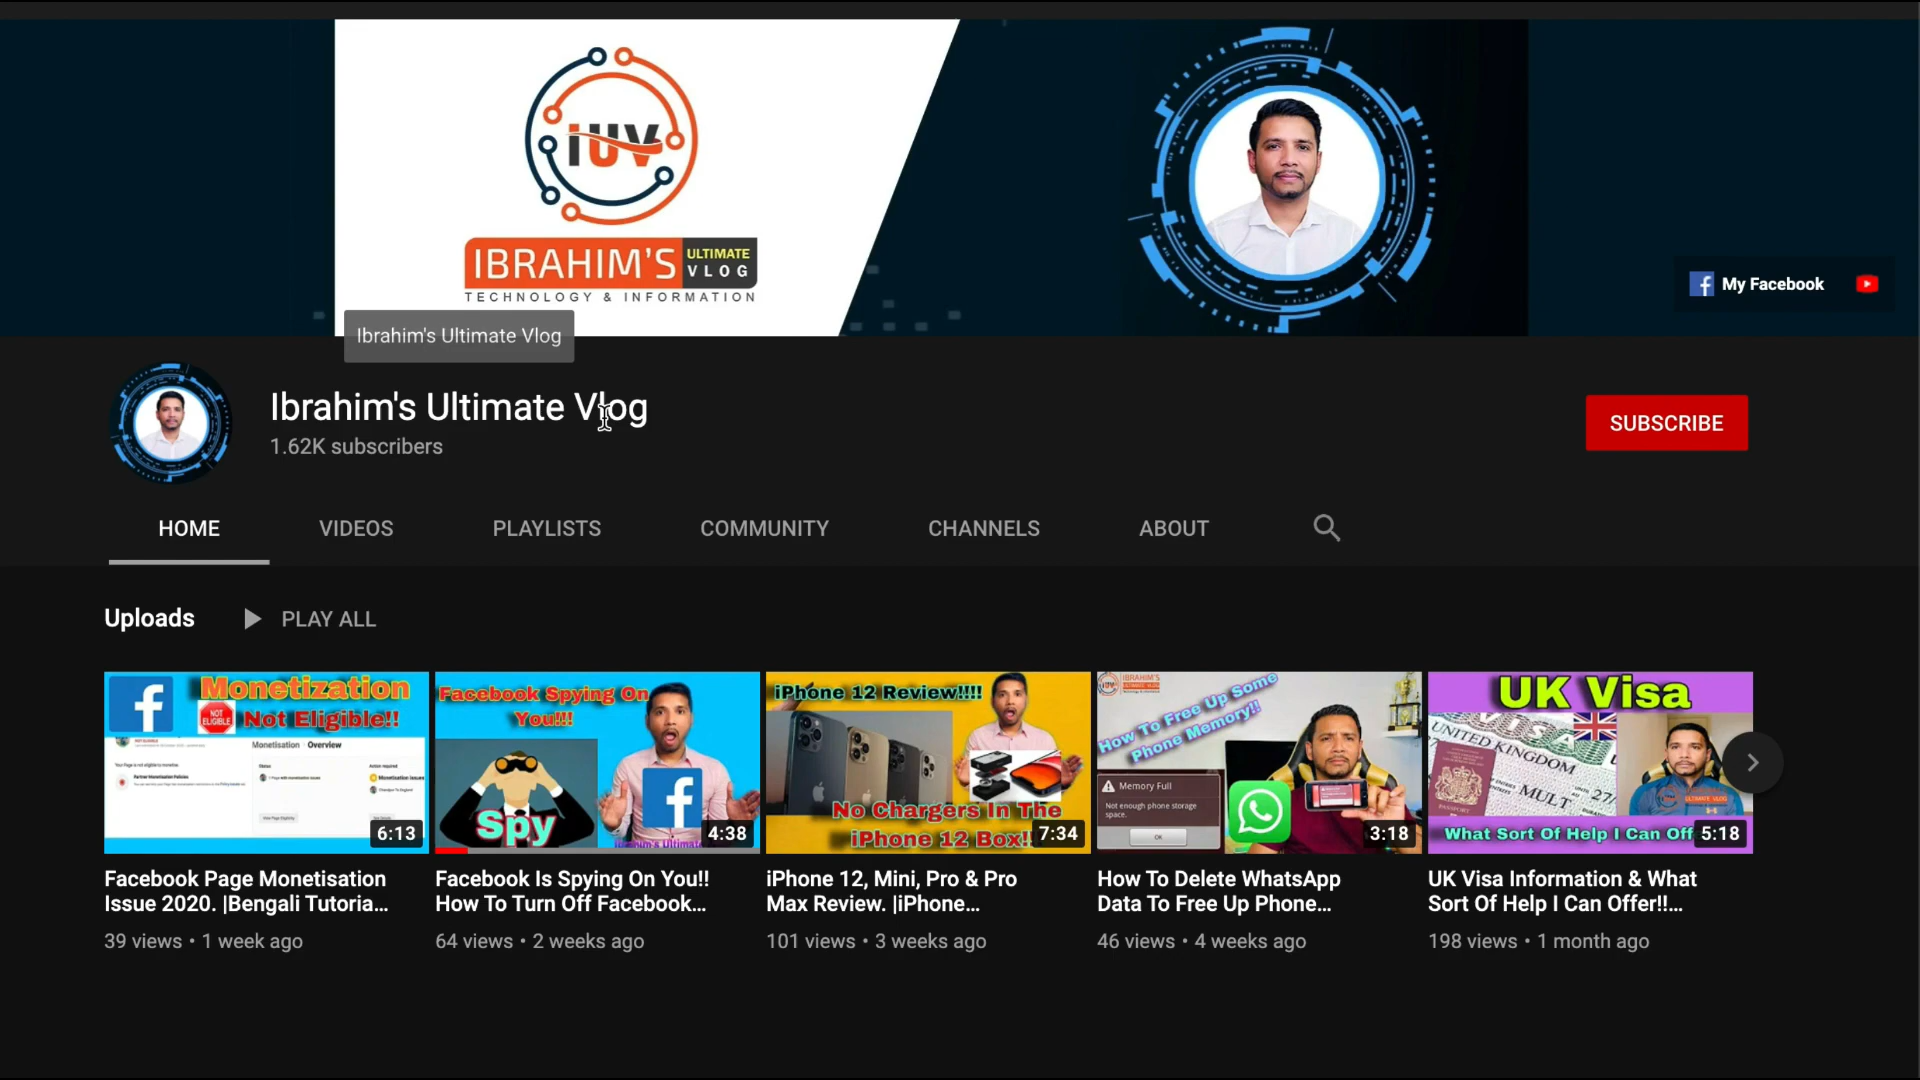 iUV
IBRAHIM'S ULTIMATE VLOG
TECHNOLOGY & INFORMATION
My Facebook
Ibrahim's Ultimate Vlog
Ibrahim's Ultimate Vlog
1.62K subscribers
SUBSCRIBE
HOME
VIDEOS
PLAYLISTS
COMMUNITY
CHANNELS
ABOUT
Uploads
PLAY ALL
Monetization
NOT ELIGIBLE
Not Eligible!!
Monetisation Overview
6:13
Facebook Spying On
You!!!
Spy
4:38
iPhone 12 Review!!!!
No Chargers In The
iPhone 12 Box!!
7:34
How To Free Up Some
Phone Memory!!
Memory Full
Not enough phone storage
space.
OK
3:18
UK Visa
UNITED KINGDOM
MULT
What Sort Of Help I Can Off
5:18
Facebook Page Monetisation
Issue 2020. |Bengali Tutoria...
39 views • 1 week ago
Facebook Is Spying On You!!
How To Turn Off Facebook...
64 views • 2 weeks ago
iPhone 12, Mini, Pro & Pro
Max Review. |iPhone...
101 views • 3 weeks ago
How To Delete WhatsApp
Data To Free Up Phone...
46 views • 4 weeks ago
UK Visa Information & What
Sort Of Help I Can Offer!!...
198 views • 1 month ago